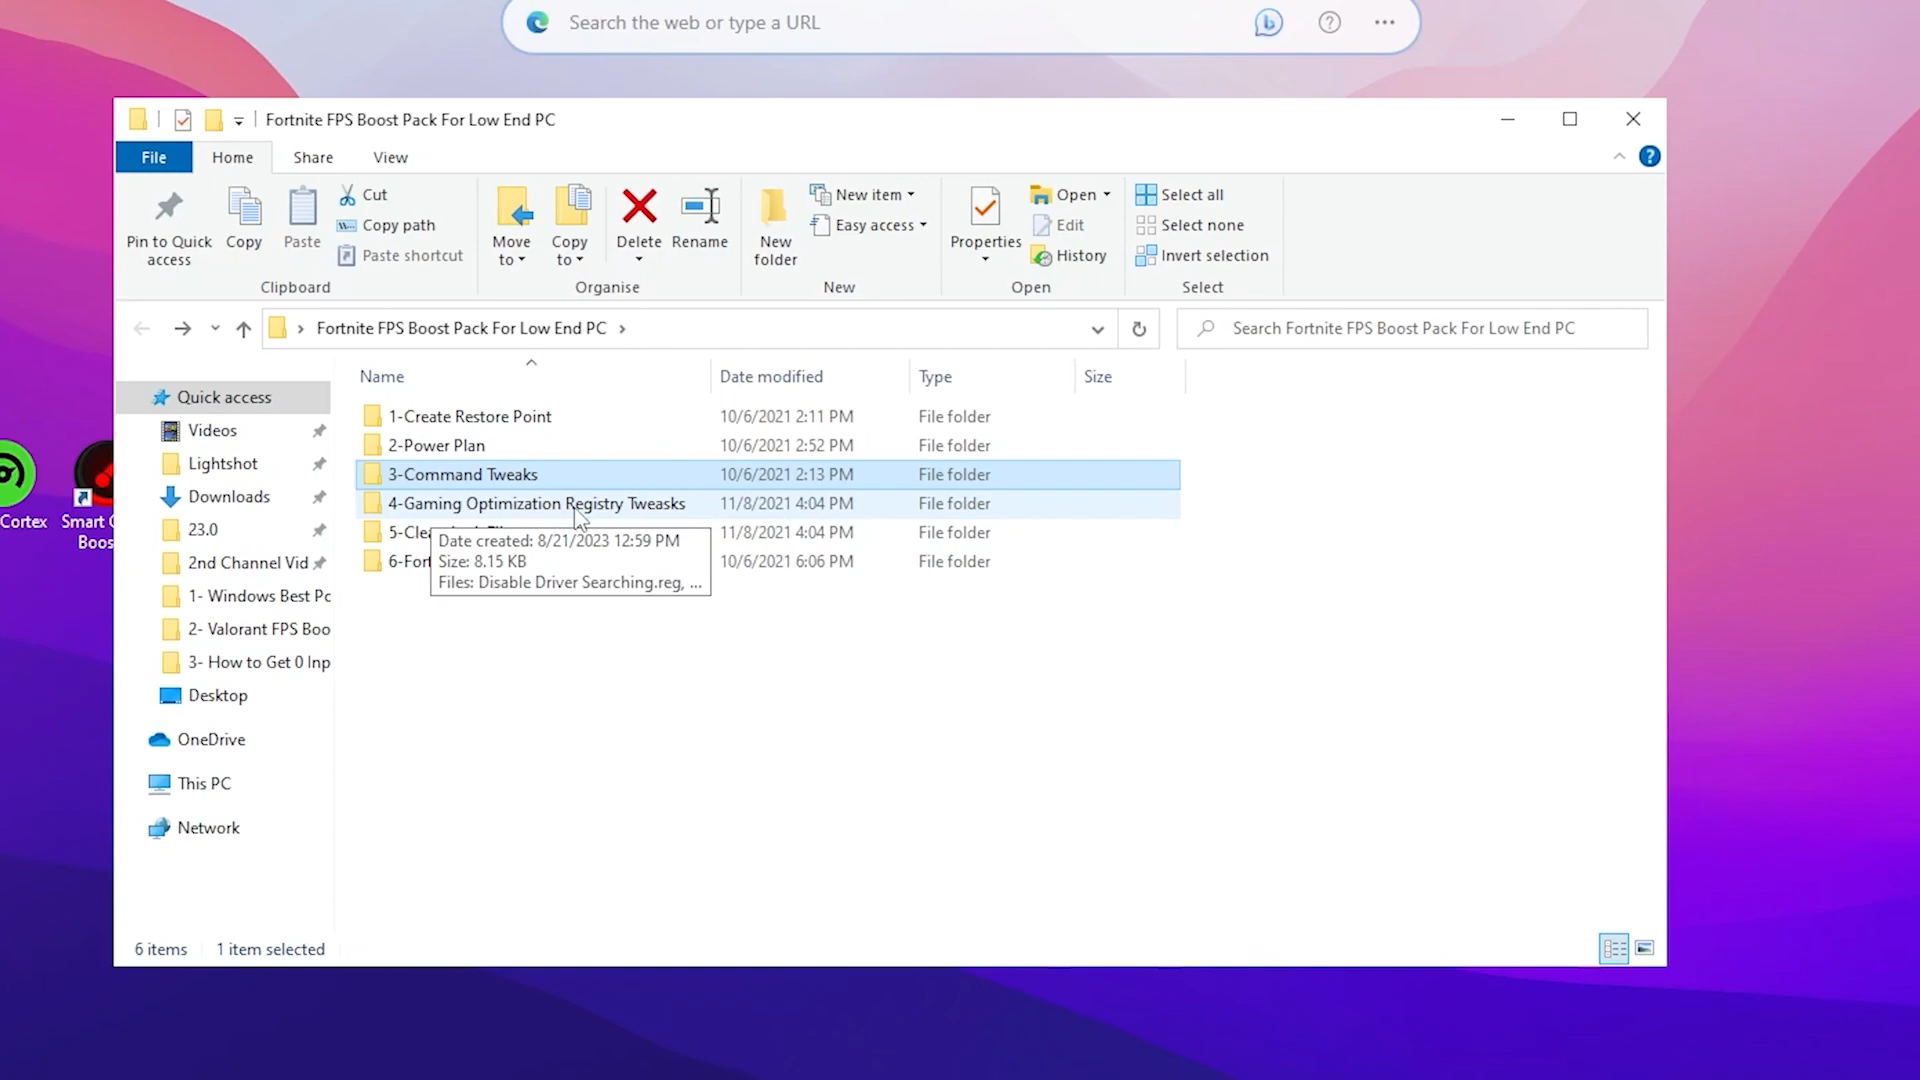 Search the web or type a URL
Fortnite FPS Boost Pack For Low End PC
File
Home
Share
View
Pin to Quick access
Copy
Paste
Cut
Copy path
Paste shortcut
Clipboard
Move to
Copy to
Delete
Rename
Organise
New folder
New item
Easy access
New
Properties
Open
Edit
History
Open
Select all
Select none
Invert selection
Select
Fortnite FPS Boost Pack For Low End PC
Search Fortnite FPS Boost Pack For Low End PC
Name
Date modified
Type
Size
1-Create Restore Point 10/6/2021 2:11 PM File folder
2-Power Plan 10/6/2021 2:52 PM File folder
3-Command Tweaks 10/6/2021 2:13 PM File folder
4-Gaming Optimization Registry Tweasks 11/8/2021 4:04 PM File folder
5-Clea 11/8/2021 4:04 PM File folder
6-Fort 10/6/2021 6:06 PM File folder
Date created: 8/21/2023 12:59 PM
Size: 8.15 KB
Files: Disable Driver Searching.reg, ...
Quick access
Videos
Lightshot
Downloads
23.0
2nd Channel Vid
1- Windows Best Pc
2- Valorant FPS Boo
3- How to Get 0 Inp
Desktop
OneDrive
This PC
Network
Cortex
Smart
Boos
6 items
1 item selected